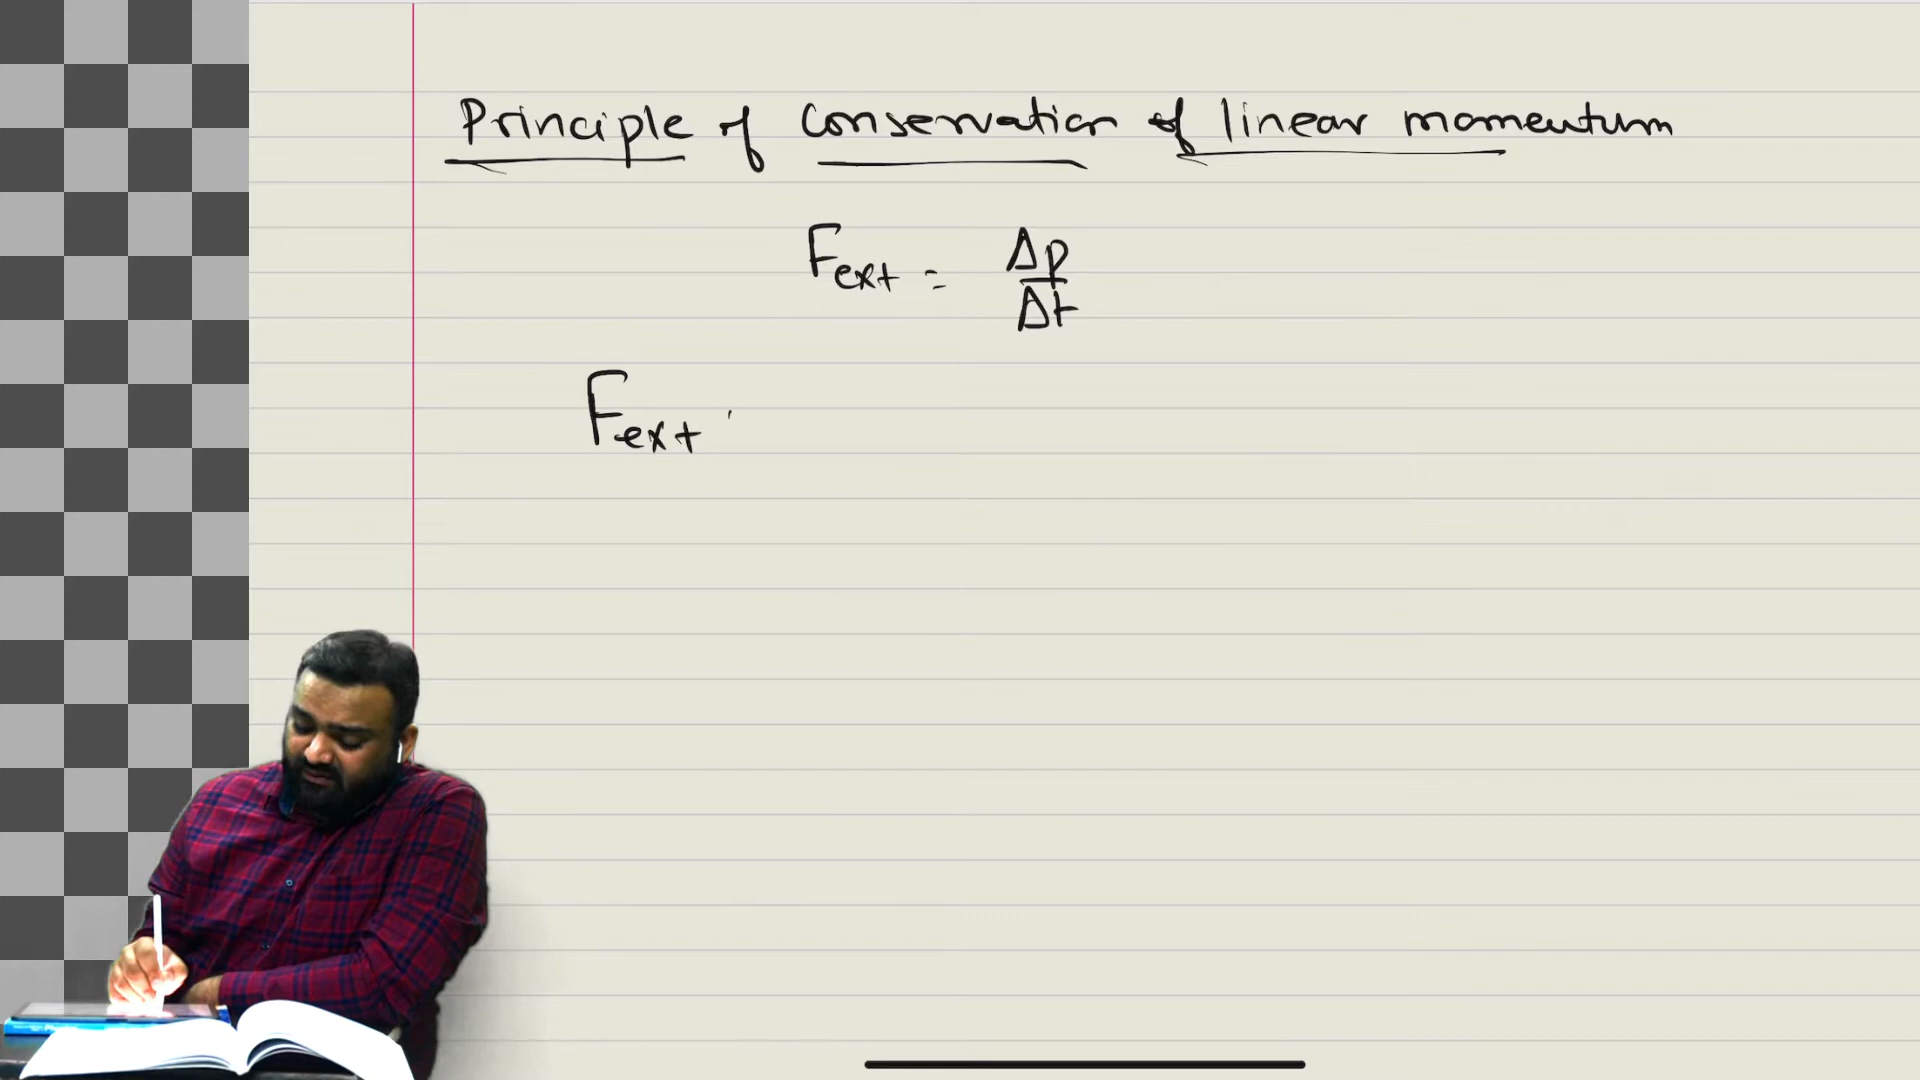 Principle of Conservation of linear momentum
Fext = Δp/Δt
Fext